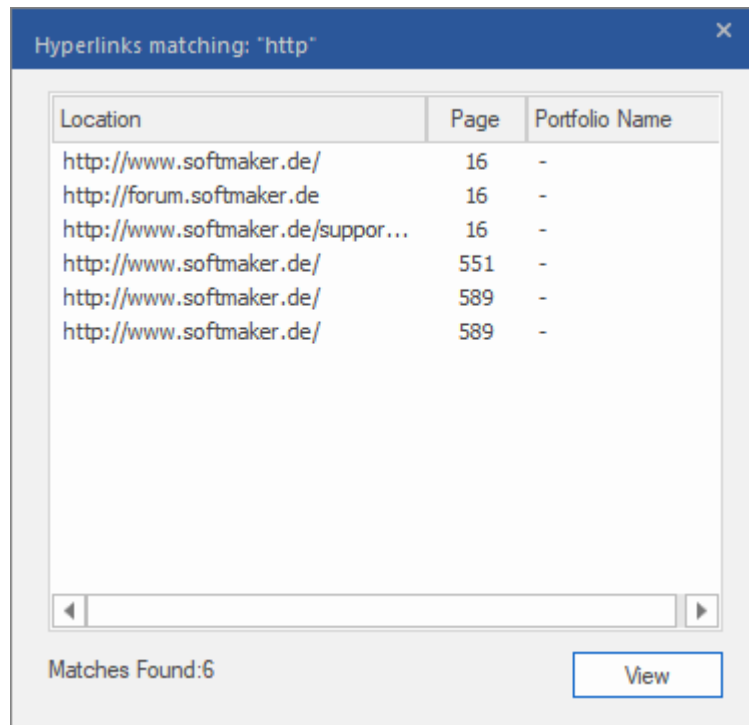 Hyperlinks matching: "http"
Location Page Portfolio Name
http://www.softmaker.de/ 16 -
http://forum.softmaker.de 16 -
http://www.softmaker.de/suppor... 16 -
http://www.softmaker.de/ 551 -
http://www.softmaker.de/ 589 -
http://www.softmaker.de/ 589 -
Matches Found:6 View